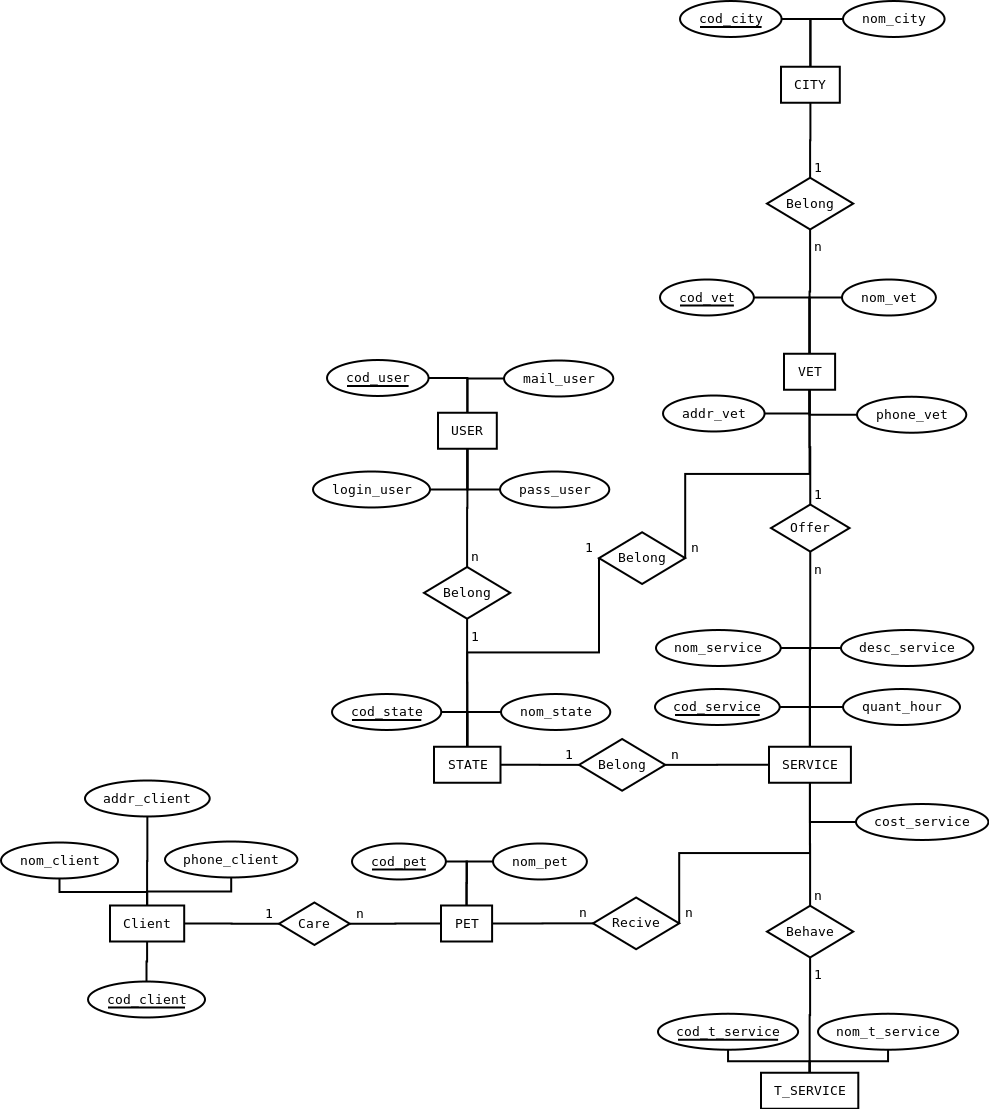 cod_city
nom_city
CITY
1
Belong
n
cod_vet
nom_vet
VET
cod_user
mail_user
addr_vet
phone_vet
USER
login_user
pass_user
1
Offer
n
1
Belong
n
n
Belong
1
nom_service
desc_service
cod_state
nom_state
cod_service
quant_hour
STATE
1
Belong
n
SERVICE
addr_client
cost_service
nom_client
phone_client
cod_pet
nom_pet
Client
1
Care
n
PET
n
Recive
n
n
Behave
1
cod_client
cod_t_service
nom_t_service
T_SERVICE